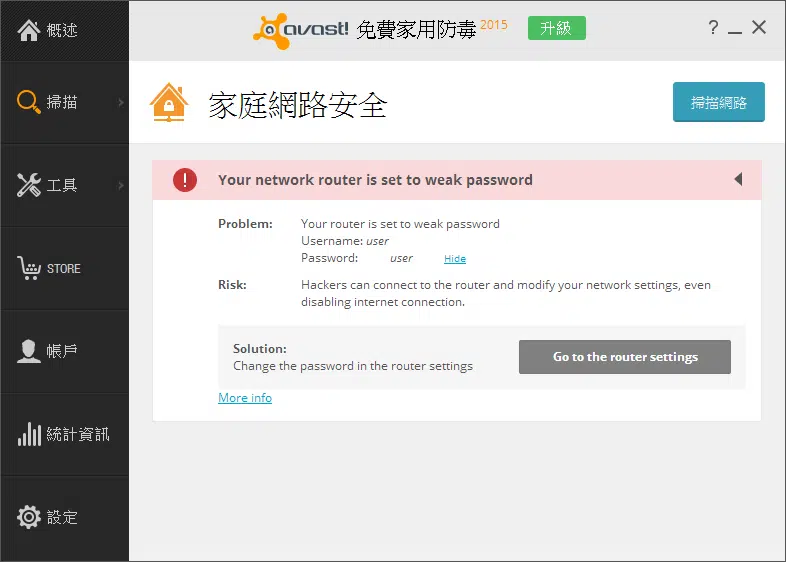 概述
掃描
工具
STORE
帳戶
統計資訊
設定
avast! 免費家用防毒 2015 升級 ?
家庭網路安全
掃描網路
! Your network router is set to weak password
Problem: Your router is set to weak password
Username: user
Password: user Hide
Risk: Hackers can connect to the router and modify your network settings, even
disabling internet connection.
Solution:
Change the password in the router settings
Go to the router settings
More info